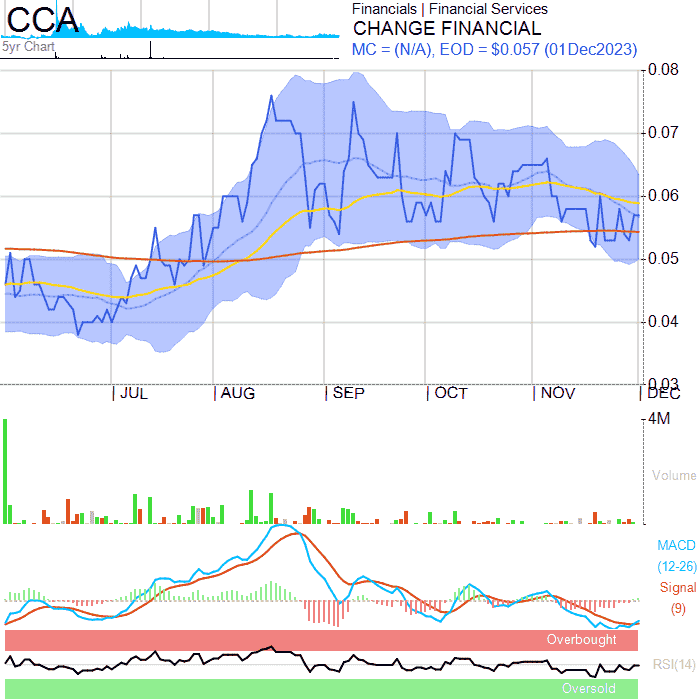 CCA
5yr Chart
Financials | Financial Services
CHANGE FINANCIAL
MC = (N/A), EOD = $0.057 (01Dec2023)
0.08
0.07
0.06
0.05
0.04
0.03
JUL AUG SEP OCT NOV DEC
4M
Volume
MACD
(12-26)
Signal
(9)
Overbought
RSI(14)
Oversold